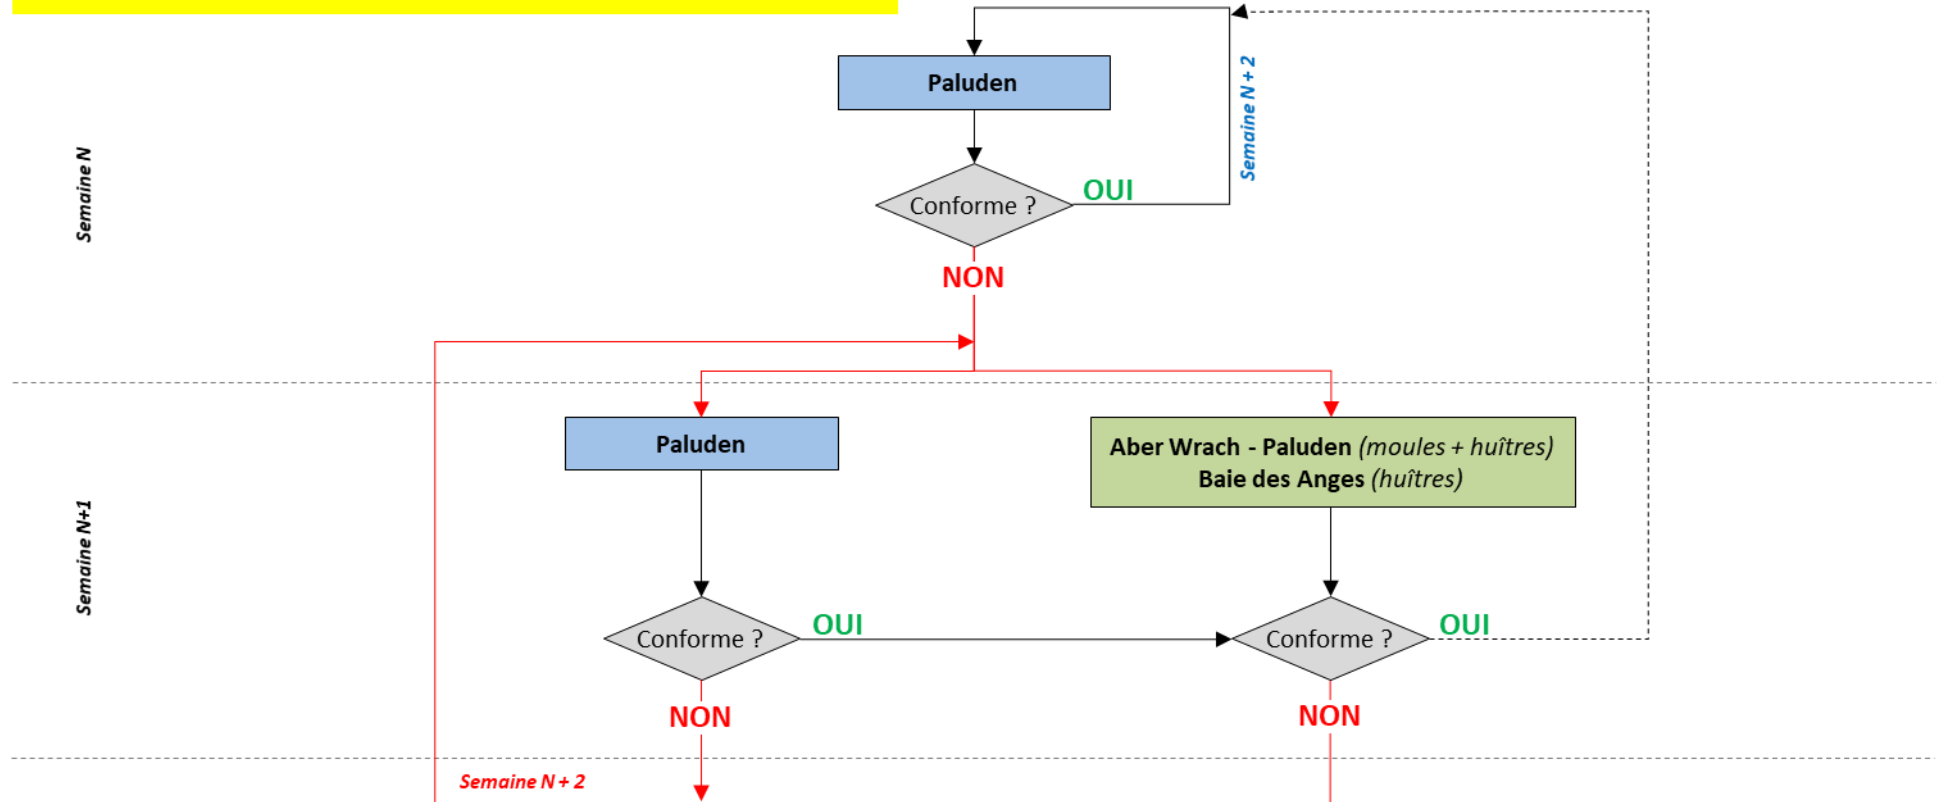 Semaine N
Paluden
Semaine N + 2
Conforme ?
OUI
NON
Semaine N+1
Paluden
Aber Wrach - Paluden (moules + huîtres)
Baie des Anges (huîtres)
Conforme ?
OUI
Conforme ?
OUI
NON
NON
Semaine N + 2